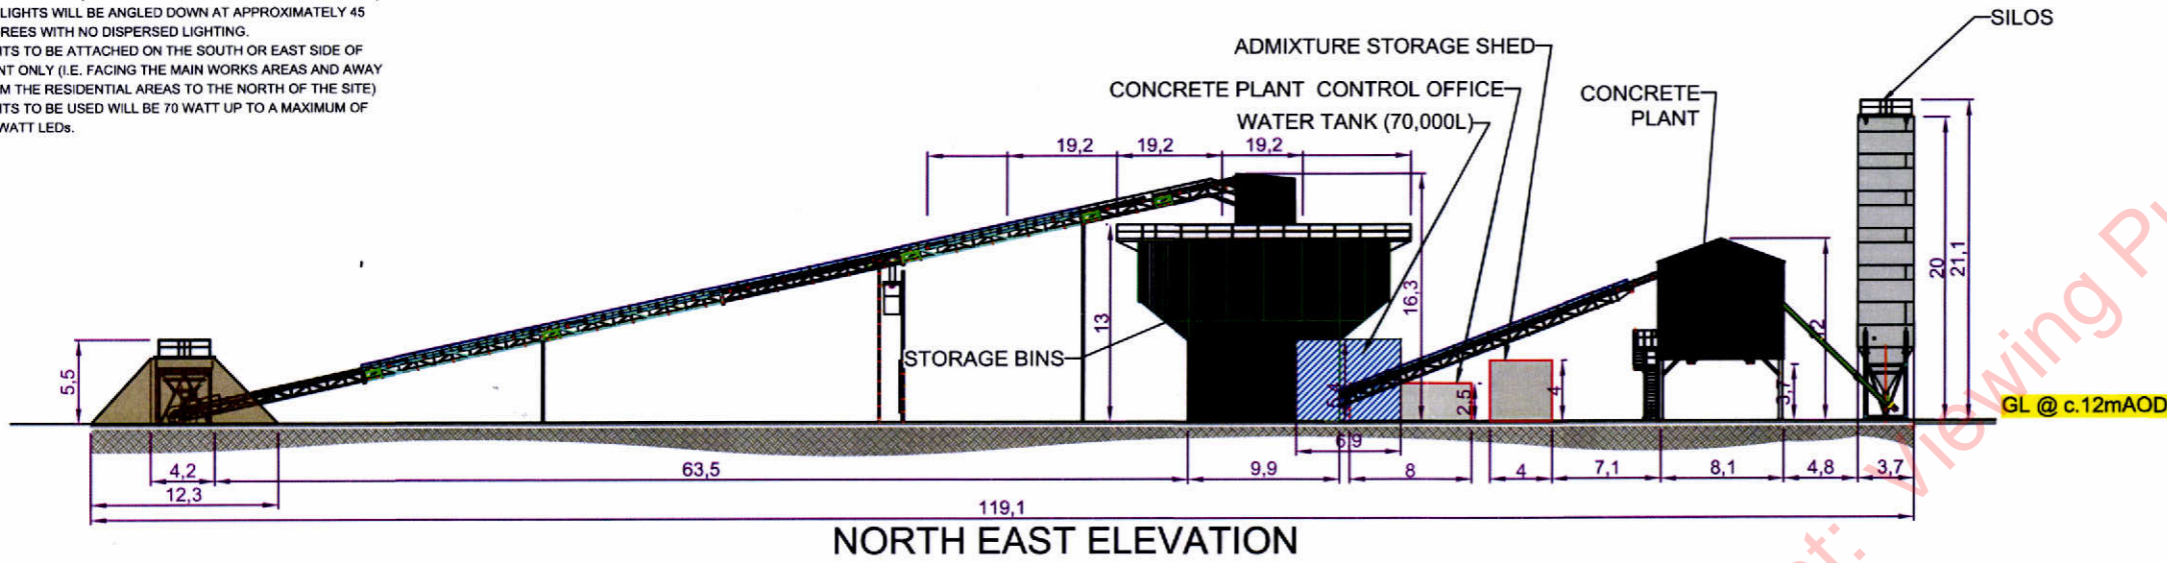 LIGHTS WILL BE ANGLED DOWN AT APPROXIMATELY 45
REES WITH NO DISPERSED LIGHTING.
TS TO BE ATTACHED ON THE SOUTH OR EAST SIDE OF
NT ONLY (I.E. FACING THE MAIN WORKS AREAS AND AWAY
M THE RESIDENTIAL AREAS TO THE NORTH OF THE SITE)
TS TO BE USED WILL BE 70 WATT UP TO A MAXIMUM OF
WATT LEDs.
SILOS
ADMIXTURE STORAGE SHED
CONCRETE PLANT CONTROL OFFICE
WATER TANK (70,000L)
CONCRETE
PLANT
19,2
19,2
19,2
STORAGE BINS
5,5
13
16,3
2,5
4
3,7
20
21,1
GL @ c.12mAOD
6,9
4,2
63,5
9,9
8
4
7,1
8,1
4,8
3,7
12,3
119,1
NORTH EAST ELEVATION
Viewing Pu